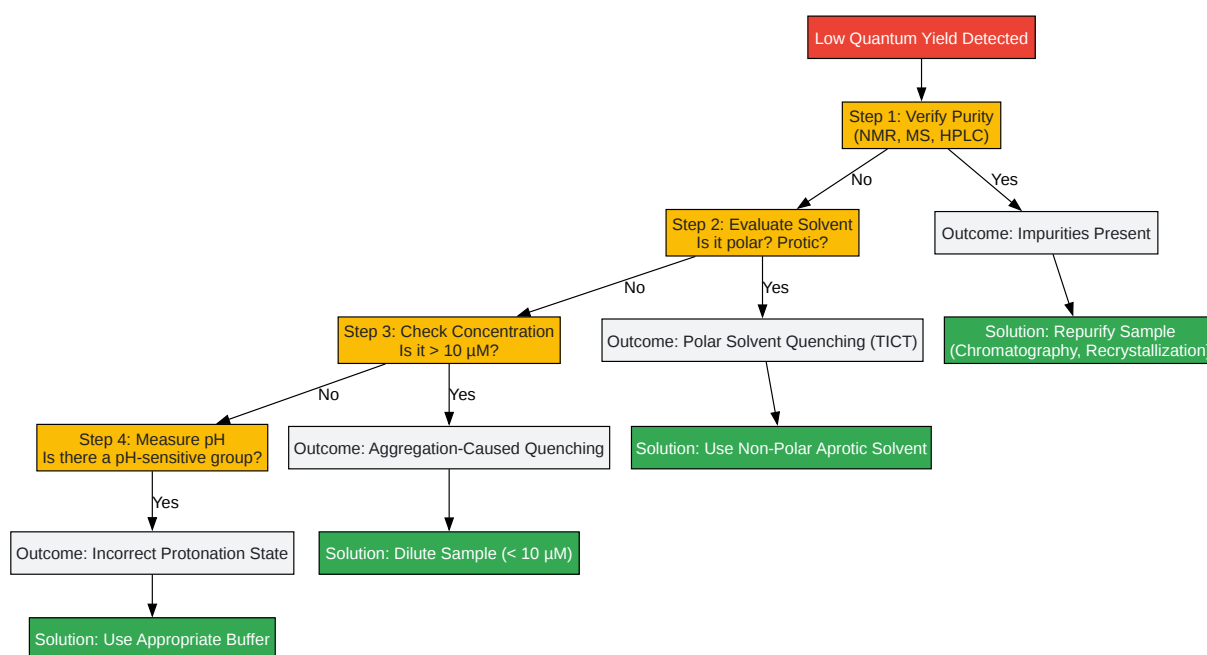 Low Quantum Yield Detected
Step 1: Verify Purity
(NMR, MS, HPLC)
No
Yes
Step 2: Evaluate Solvent
Is it polar? Protic?
Outcome: Impurities Present
No
Yes
Step 3: Check Concentration
Is it > 10 µM?
Outcome: Polar Solvent Quenching (TICT)
Solution: Repurify Sample
(Chromatography, Recrystallization)
No
Yes
Step 4: Measure pH
Is there a pH-sensitive group?
Outcome: Aggregation-Caused Quenching
Solution: Use Non-Polar Aprotic Solvent
Yes
Outcome: Incorrect Protonation State
Solution: Dilute Sample (< 10 µM)
Solution: Use Appropriate Buffer